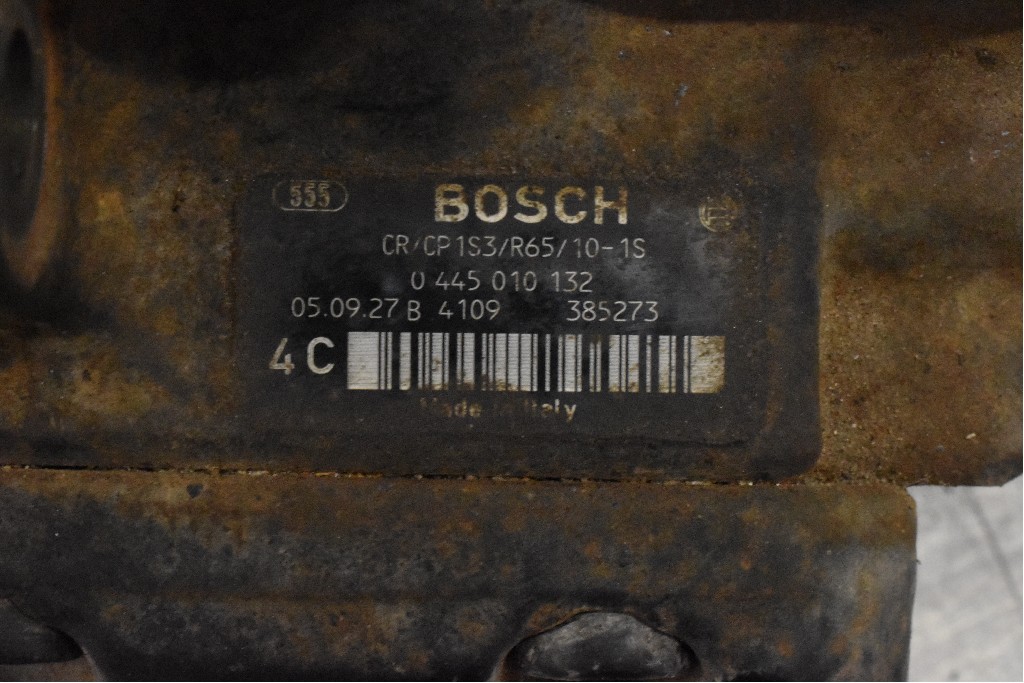 555 BOSCH
CR/CP1S3/R65/10-1S
0 445 010 132
05.09.27 B 4109 385273
4C
Made in Italy